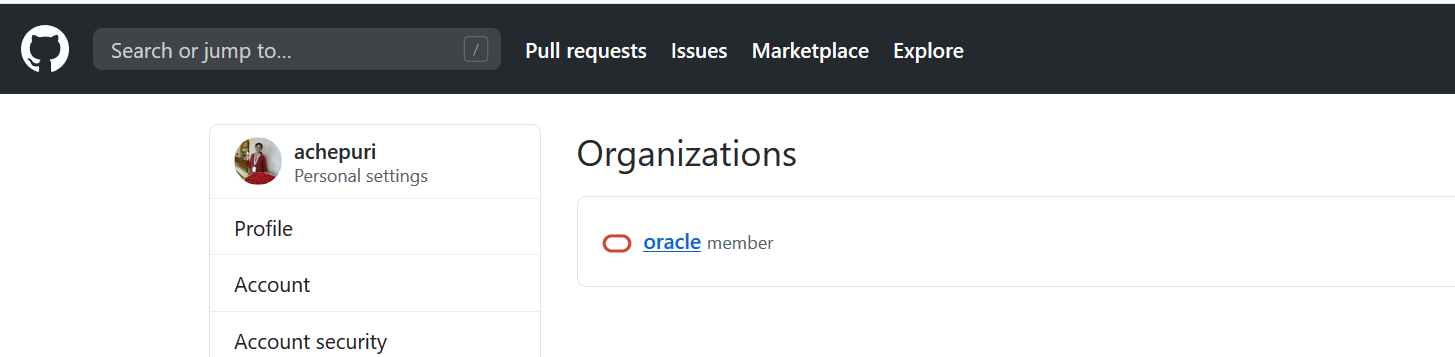 Search or jump to...
/
Pull requests
Issues
Marketplace
Explore
achepuri
Personal settings
Profile
Account
Account security
Organizations
oracle member